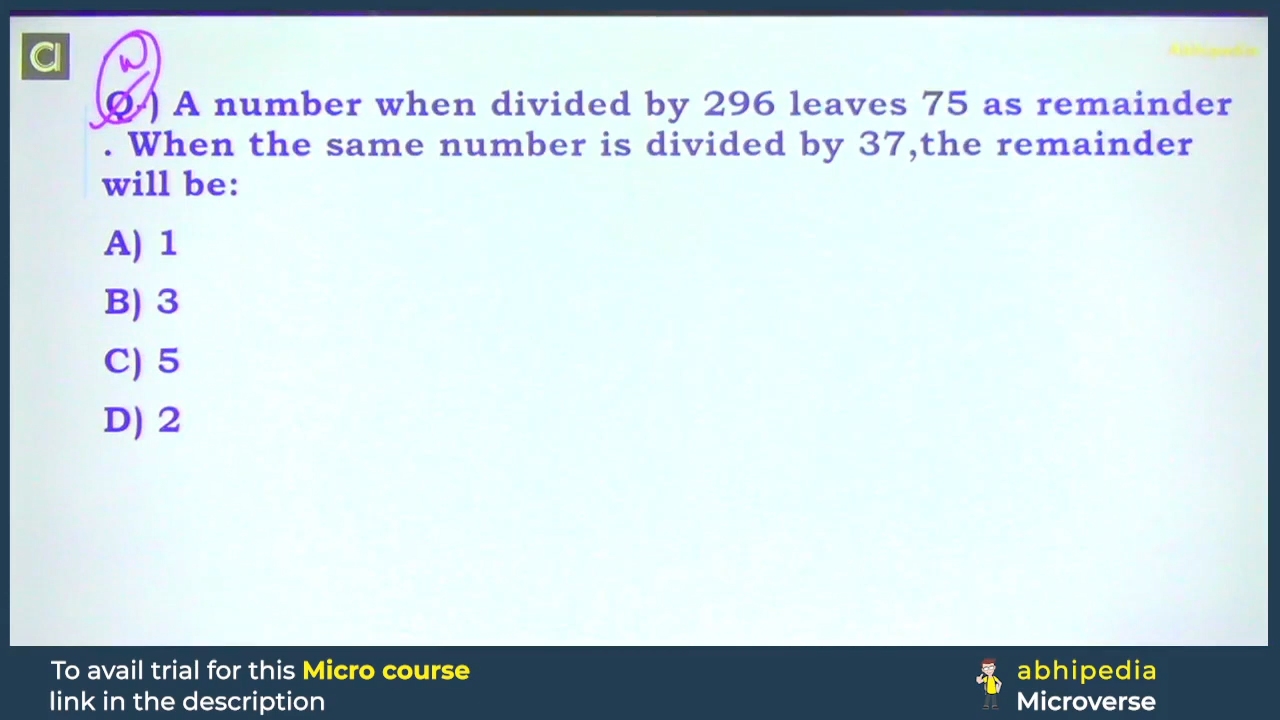 a
Abhipedia
Q.) A number when divided by 296 leaves 75 as remainder
. When the same number is divided by 37,the remainder
will be:
A) 1
B) 3
C) 5
D) 2
To avail trial for this Micro course
link in the description
abhipedia
Microverse